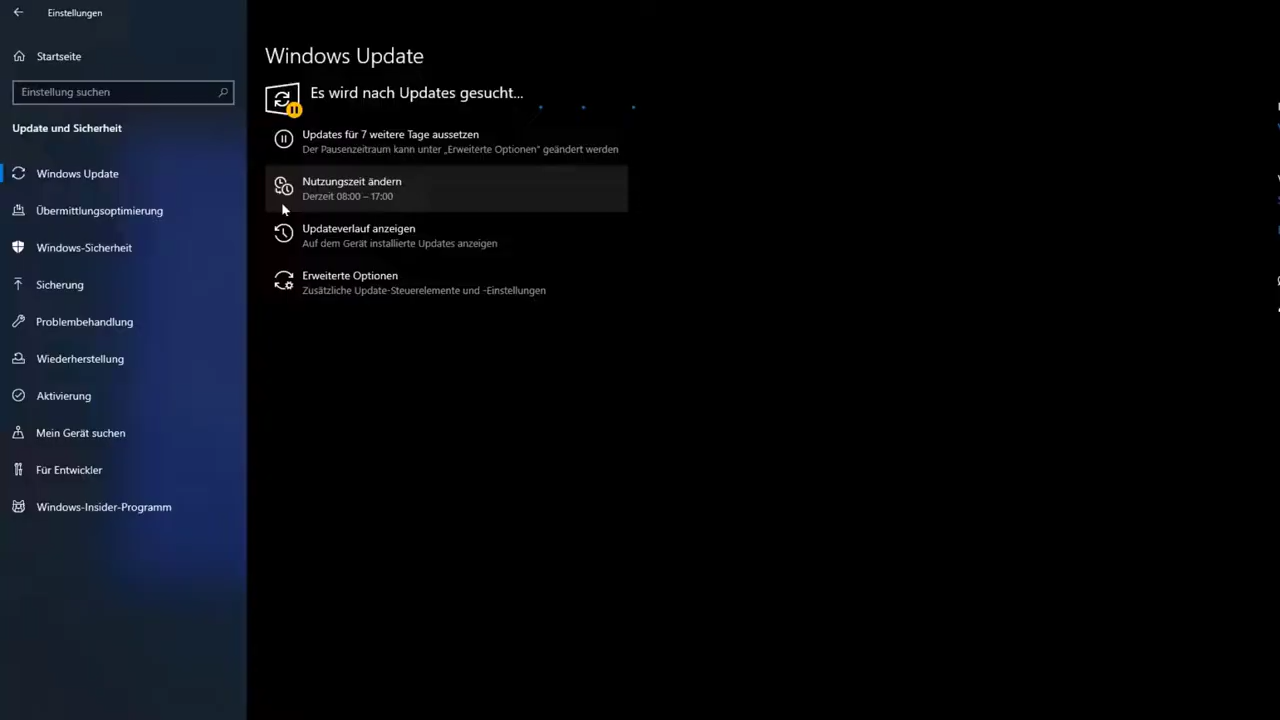 Einstellungen
Startseite
Einstellung suchen
Update und Sicherheit
Windows Update
Übermittlungsoptimierung
Windows-Sicherheit
Sicherung
Problembehandlung
Wiederherstellung
Aktivierung
Mein Gerät suchen
Für Entwickler
Windows-Insider-Programm
Windows Update
Es wird nach Updates gesucht...
Updates für 7 weitere Tage aussetzen
Der Pausenzeitraum kann unter „Erweiterte Optionen“ geändert werden
Nutzungszeit ändern
Derzeit 08:00 – 17:00
Updateverlauf anzeigen
Auf dem Gerät installierte Updates anzeigen
Erweiterte Optionen
Zusätzliche Update-Steuerelemente und -Einstellungen